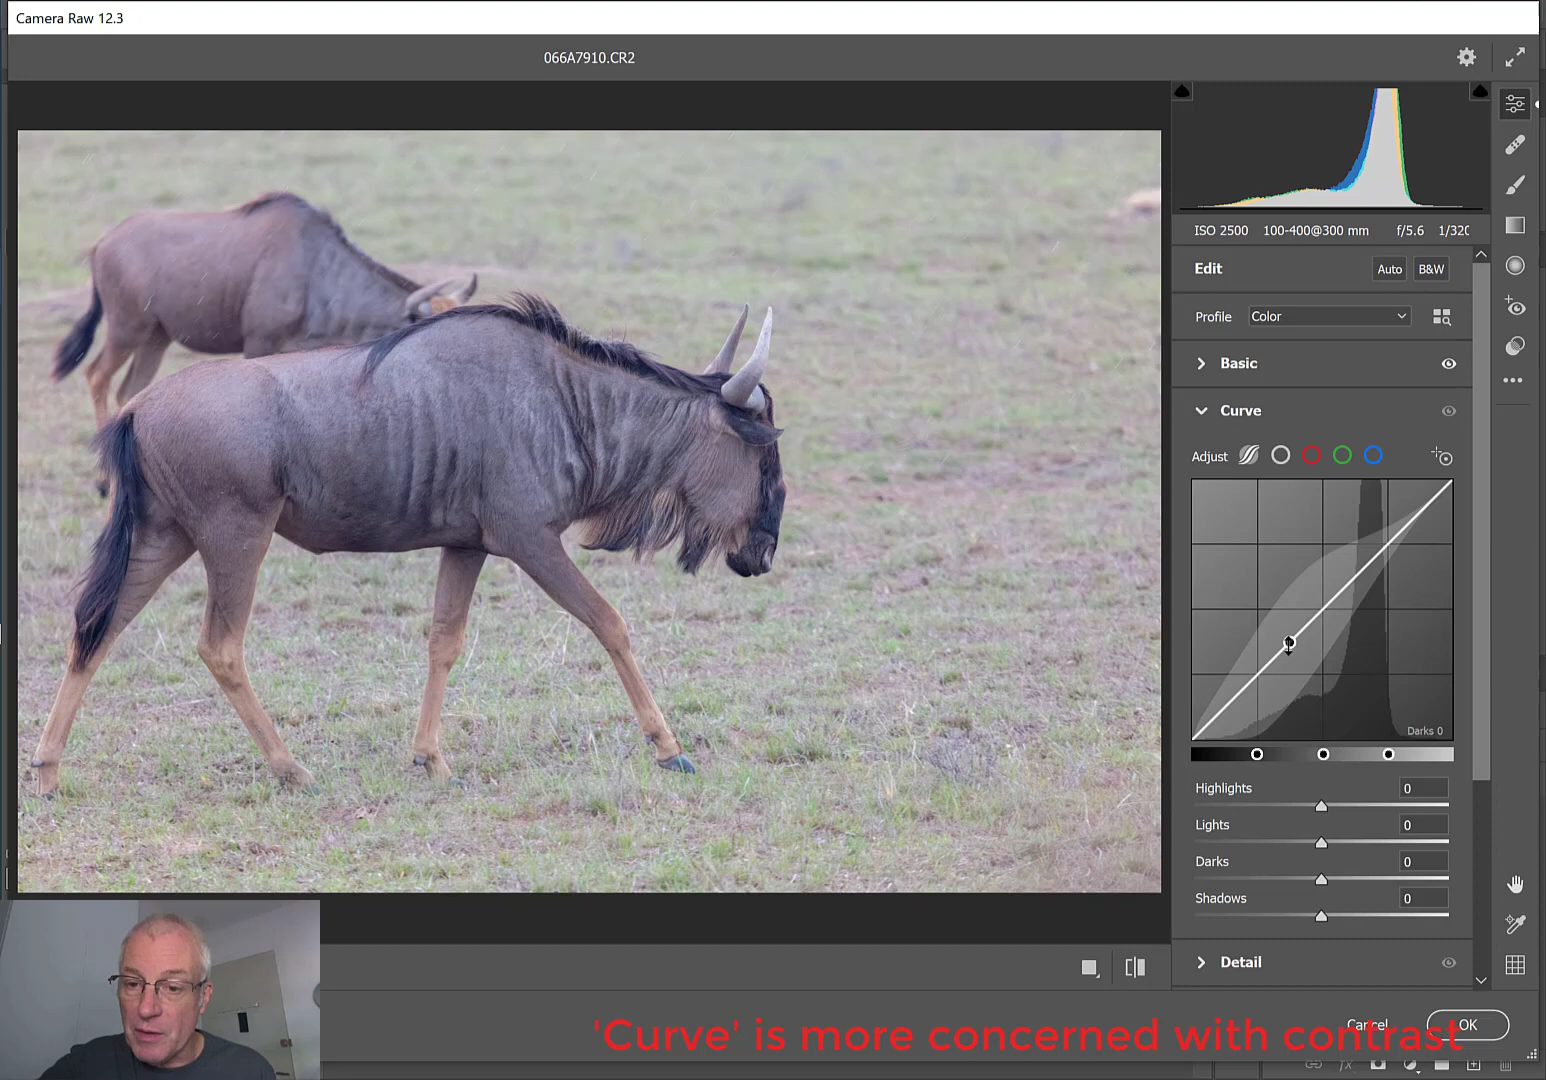 Camera Raw 12.3
066A7910.CR2
ISO 2500 100-400@300 mm f/5.6 1/320
Edit Auto B&W
Profile Color
Basic
Curve
Adjust
Darks 0
Highlights 0
Lights 0
Darks 0
Shadows 0
Detail
Cancel OK
'Curve' is more concerned with contrast
fx